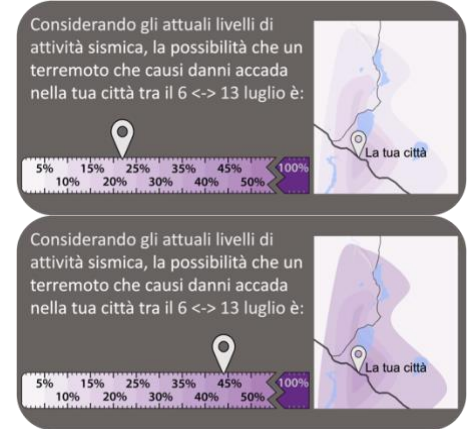 Considerando gli attuali livelli di
attività sismica, la possibilità che un
terremoto che causi danni accada
nella tua città tra il 6 <-> 13 luglio è:
5% 15% 25% 35% 45% 100%
10% 20% 30% 40% 50%
La tua città
Considerando gli attuali livelli di
attività sismica, la possibilità che un
terremoto che causi danni accada
nella tua città tra il 6 <-> 13 luglio è:
5% 15% 25% 35% 45% 100%
10% 20% 30% 40% 50%
La tua città